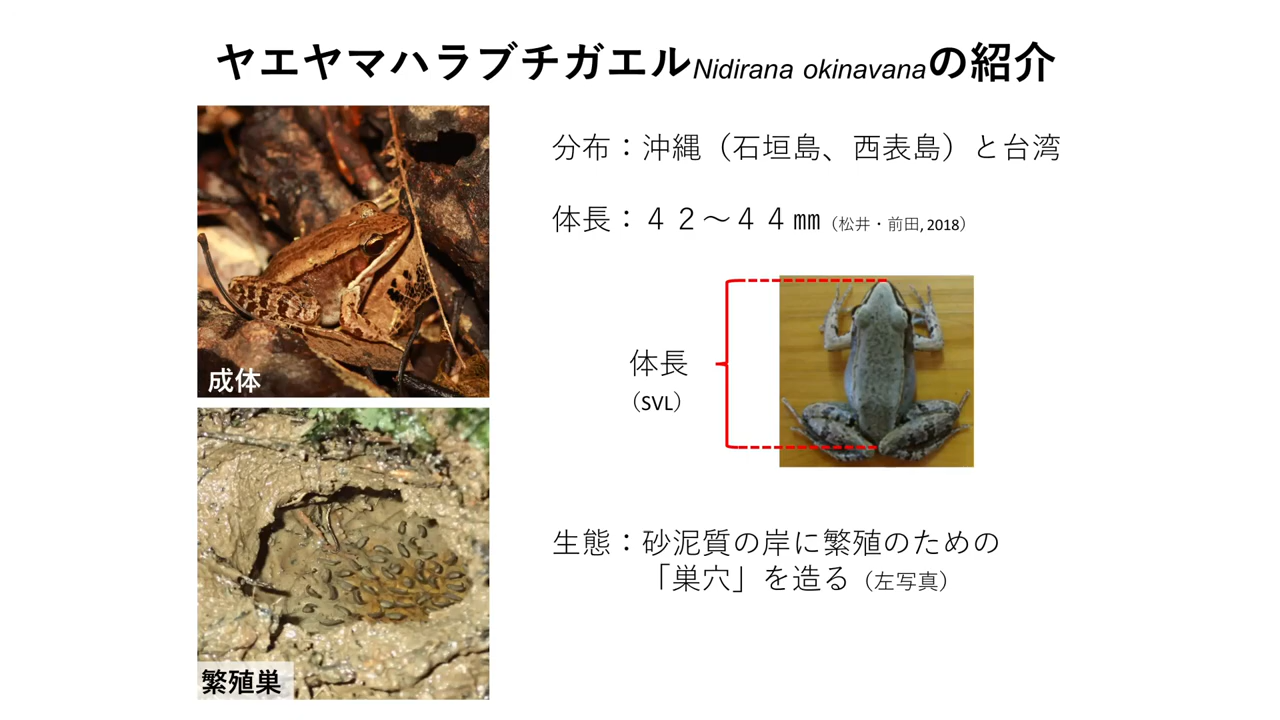 ヤエヤマハラブチガエルNidirana okinavanaの紹介
成体
繁殖巣
分布：沖縄（石垣島、西表島）と台湾
体長：４２～４４㎜（松井・前田, 2018）
体長
（SVL）
生態：砂泥質の岸に繁殖のための
「巣穴」を造る（左写真）